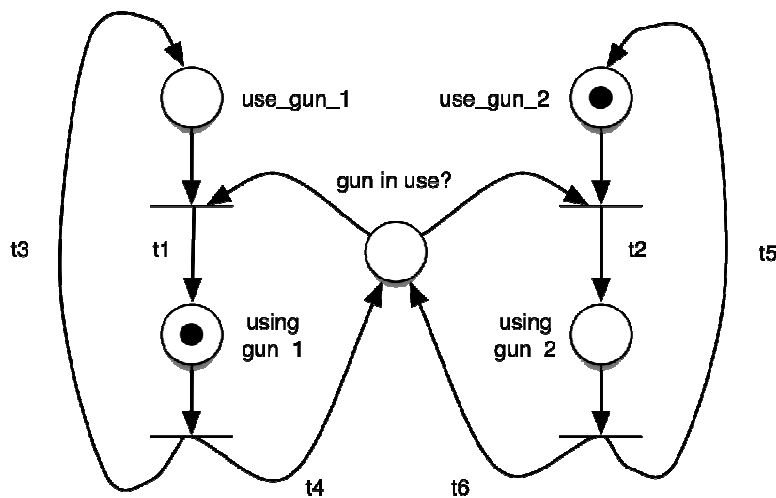 use_gun_1
use_gun_2
gun in use?
t3
t1
t2
t5
using
gun 1
using
gun 2
t4
t6